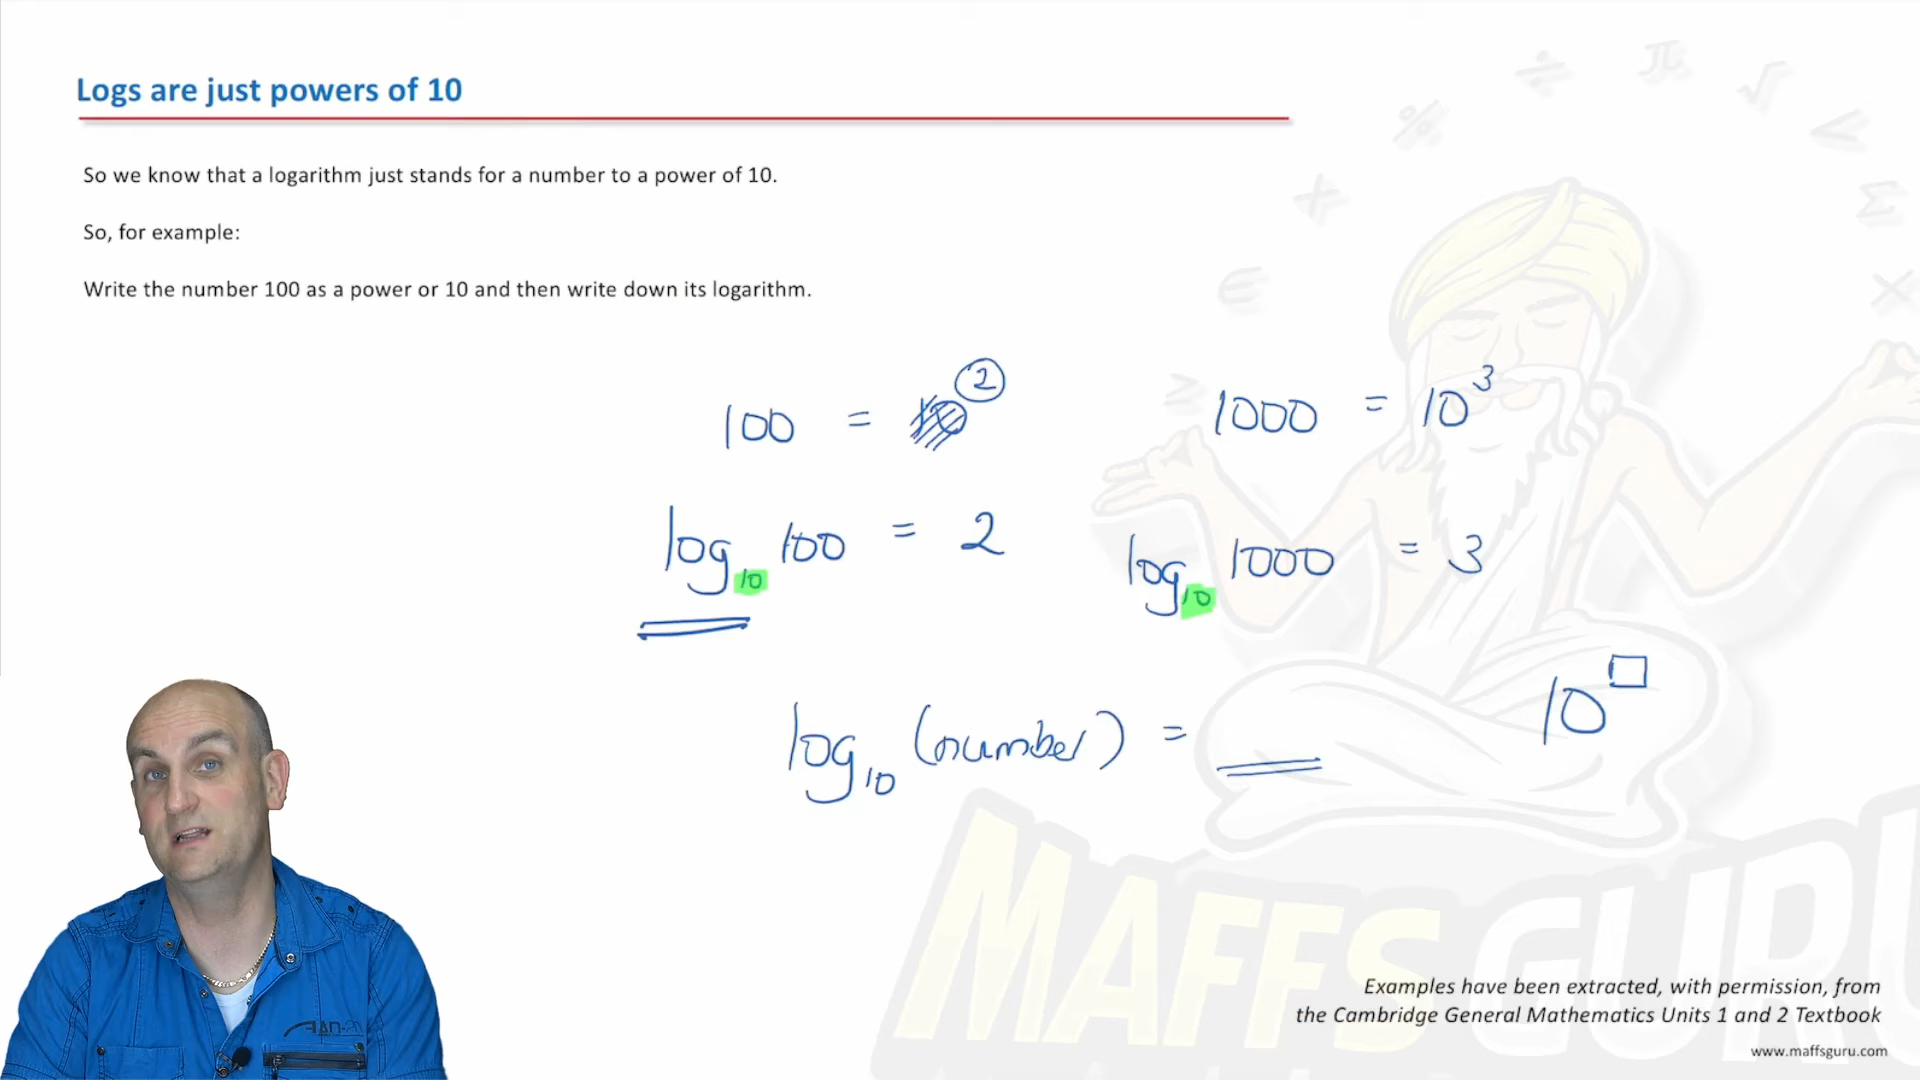 Logs are just powers of 10
So we know that a logarithm just stands for a number to a power of 10.
So, for example:
Write the number 100 as a power or 10 and then write down its logarithm.
100 = 10²
1000 = 10³
log₁₀ 100 = 2
log₁₀ 1000 = 3
log₁₀ (number) =
10□
MAFFS GURU
Examples have been extracted, with permission, from
the Cambridge General Mathematics Units 1 and 2 Textbook
www.maffsguru.com